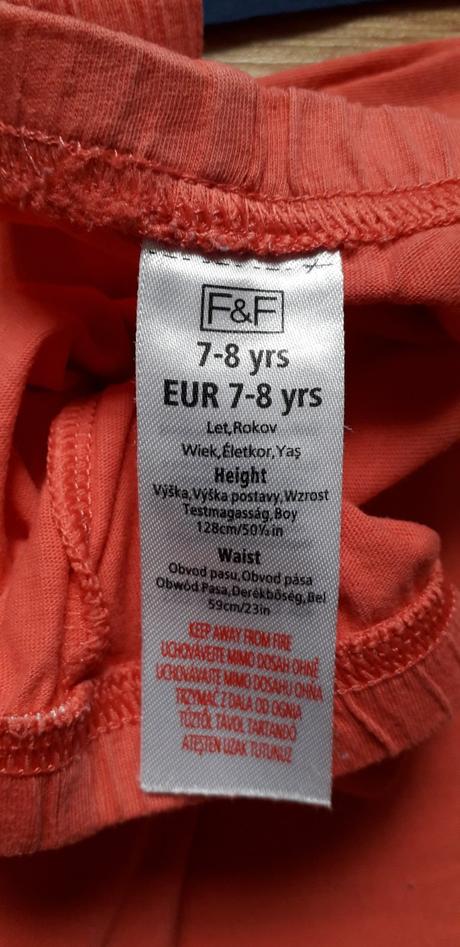 F&F
7-8 yrs
EUR 7-8 yrs
Let,Rokov
Wiek,Életkor,Yaş
Height
Výška,Výška postavy,Wzrost
Testmagasság,Boy
128cm/50½in
Waist
Obvod pasu,Obvod pása
Obwód Pasa,Derékbőség,Bel
59cm/23in
KEEP AWAY FROM FIRE
UCHOVÁVEJTE MIMO DOSAH OHNĚ
UCHOVÁVAJTE MIMO DOSAHU OHŇA
TRZYMAĆ Z DALA OD OGNIA
TŰZTŐL TÁVOL TARTANDÓ
ATEŞTEN UZAK TUTUNUZ